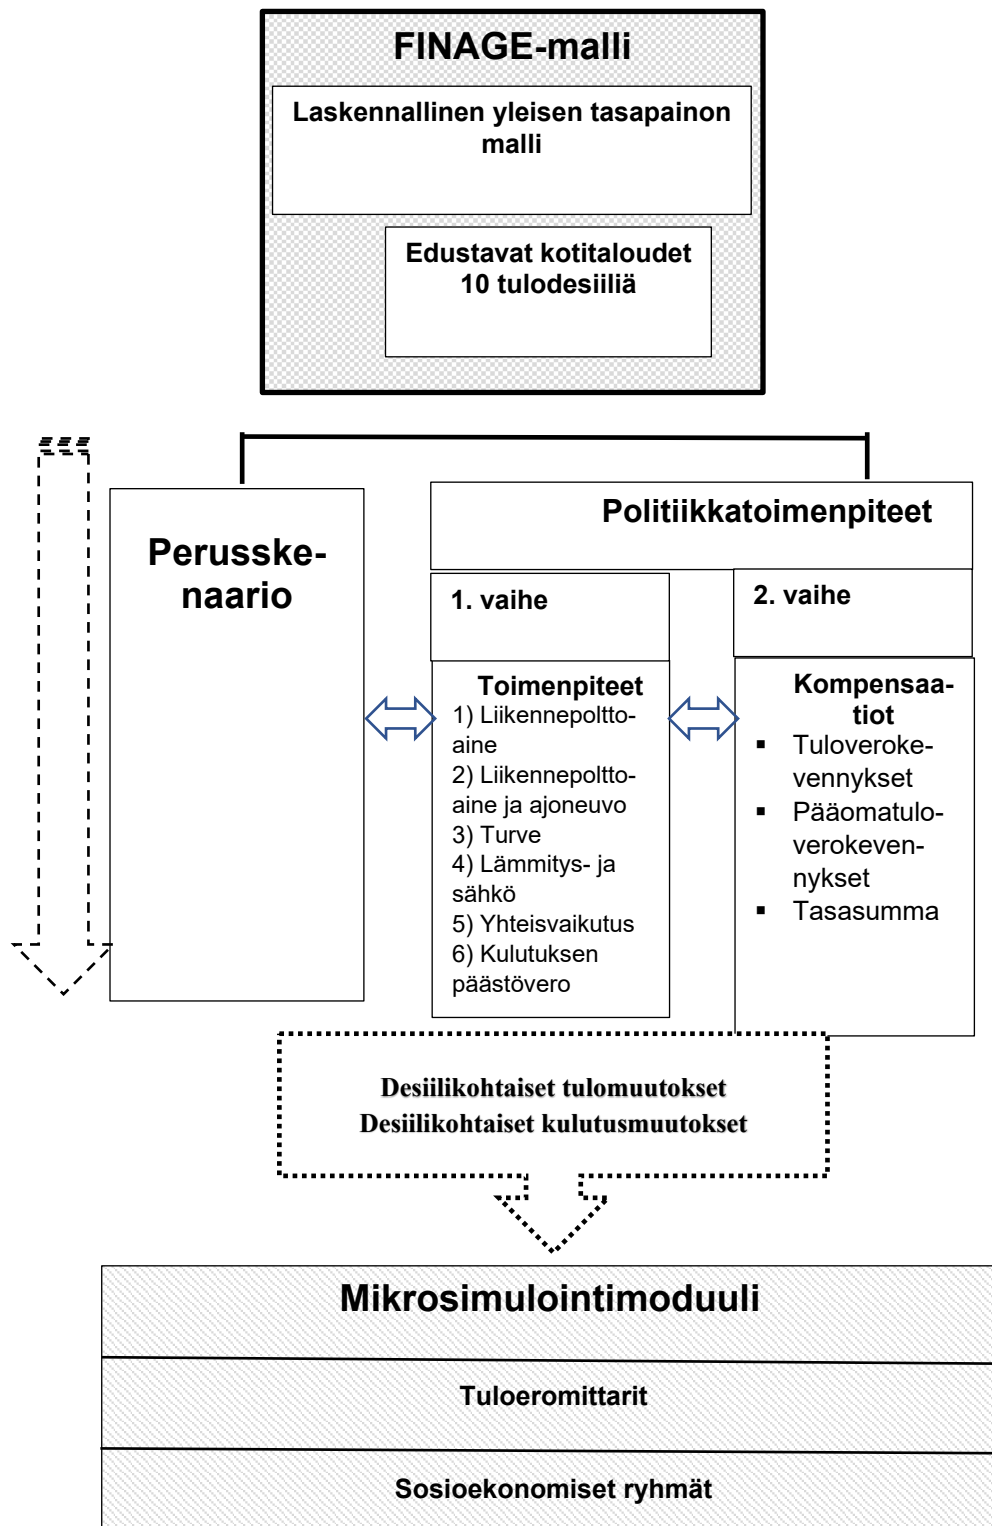 FINAGE-malli
Laskennallinen yleisen tasapainon
malli
Edustavat kotitaloudet
10 tulodesiiliä
Perusske-
naario
Politiikkatoimenpiteet
1. vaihe
2. vaihe
Toimenpiteet
1) Liikennepoltto-
aine
2) Liikennepoltto-
aine ja ajoneuvo
3) Turve
4) Lämmitys- ja
sähkö
5) Yhteisvaikutus
6) Kulutuksen
päästövero
Kompensaa-
tiot
▪ Tuloveroke-
vennykset
▪ Pääomatulo-
verokeven-
nykset
▪ Tasasumma
Desiilikohtaiset tulomuutokset
Desiilikohtaiset kulutusmuutokset
Mikrosimulointimoduuli
Tuloeromittarit
Sosioekonomiset ryhmät